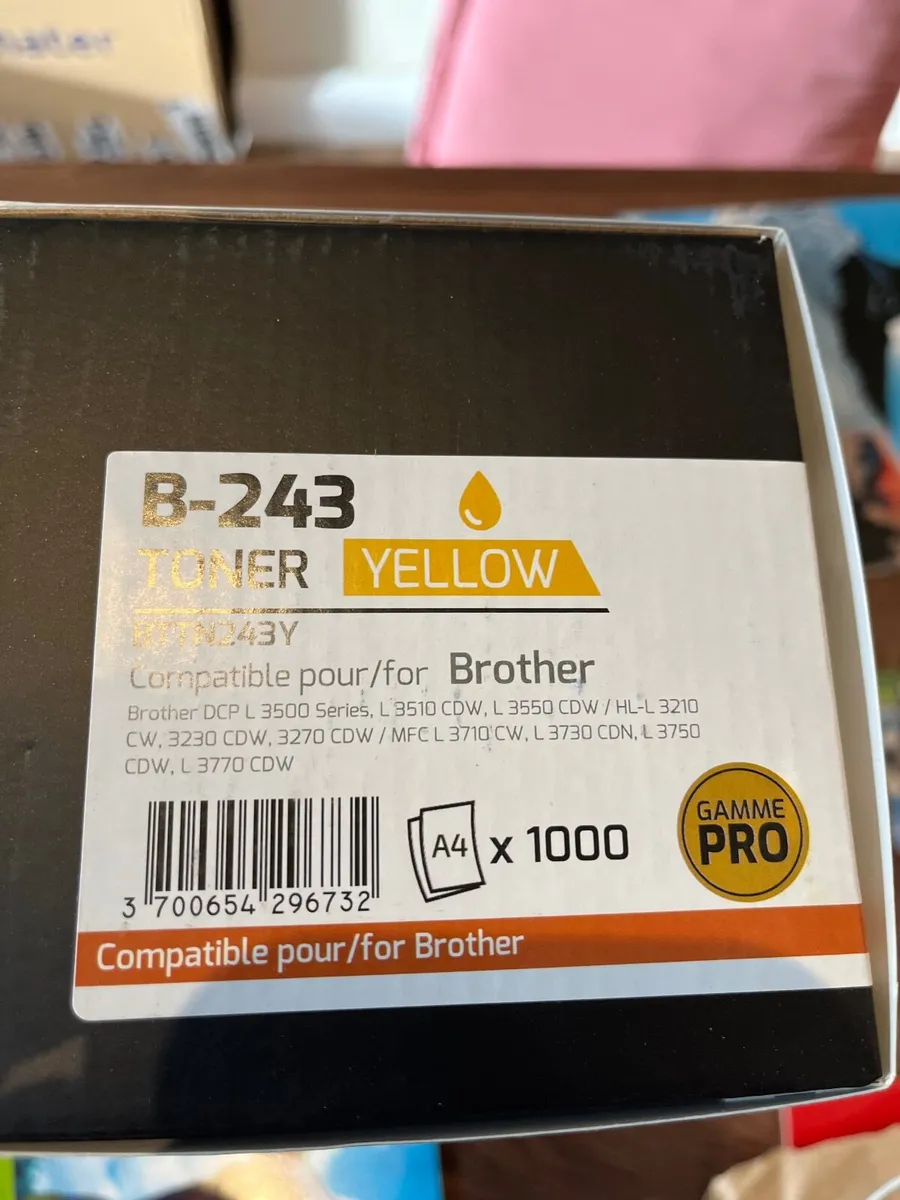 B-243
TONER YELLOW
Compatible pour/for Brother
Brother DCP L 3500 Series, L 3510 CDW, L 3550 CDW / HL-L 3210
CW, 3230 CDW, 3270 CDW / MFC L 3710 CW, L 3730 CDN, L 3750
CDW, L 3770 CDW
A4 x 1000
GAMME
PRO
3 700654 296732
Compatible pour/for Brother